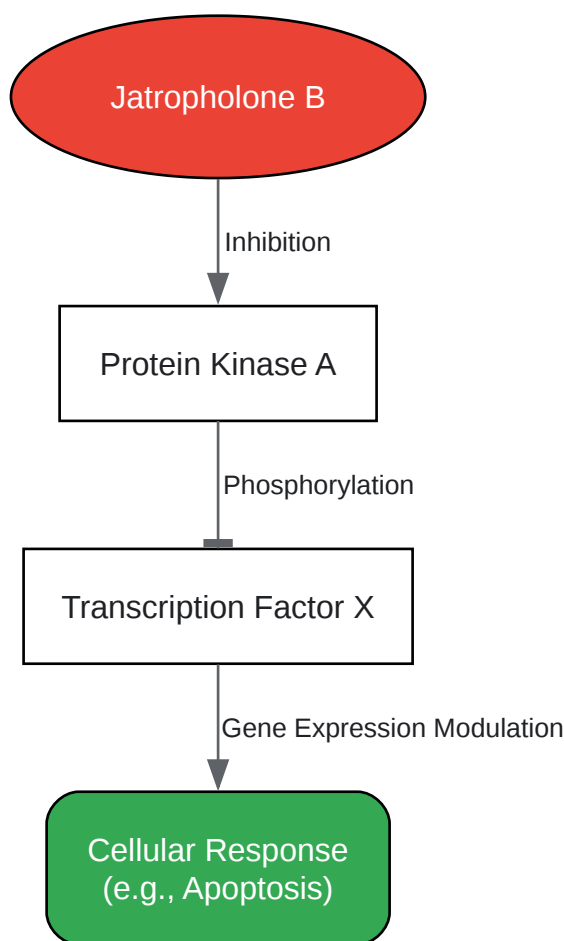 Jatropholone B
Inhibition
Protein Kinase A
Phosphorylation
Transcription Factor X
Gene Expression Modulation
Cellular Response
(e.g., Apoptosis)